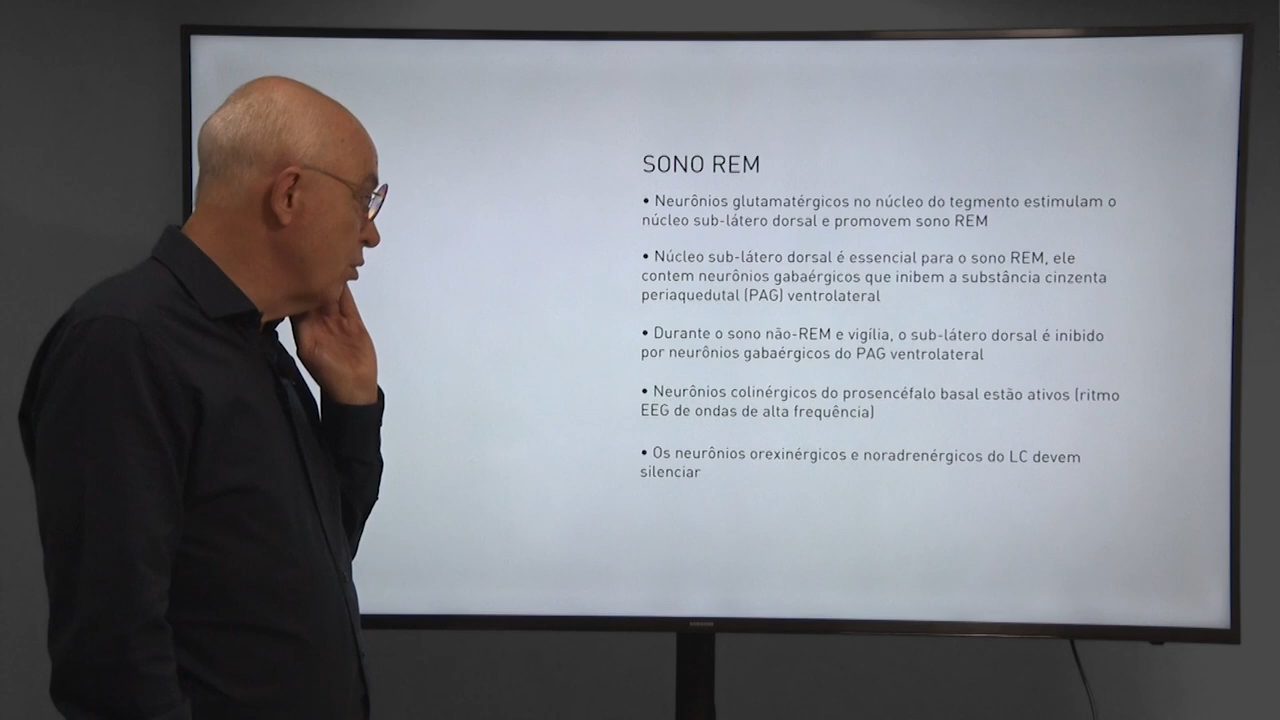 SONO REM
• Neurônios glutamatérgicos no núcleo do tegmento estimulam o
núcleo sub-látero dorsal e promovem sono REM
• Núcleo sub-látero dorsal é essencial para o sono REM, ele
contem neurônios gabaérgicos que inibem a substância cinzenta
periaquedutal (PAG) ventrolateral
• Durante o sono não-REM e vigília, o sub-látero dorsal é inibido
por neurônios gabaérgicos do PAG ventrolateral
• Neurônios colinérgicos do prosencéfalo basal estão ativos (ritmo
EEG de ondas de alta frequência)
• Os neurônios orexinérgicos e noradrenérgicos do LC devem
silenciar
SAMSUNG